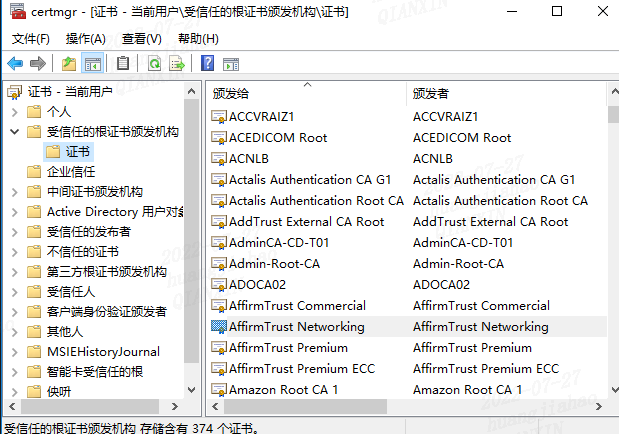 certmgr - [证书 - 当前用户\受信任的根证书颁发机构\证书]
文件(F) 操作(A) 查看(V) 帮助(H)
证书 - 当前用户
个人
受信任的根证书颁发机构
证书
企业信任
中间证书颁发机构
Active Directory 用户对象
受信任的发布者
不信任的证书
第三方根证书颁发机构
受信任人
客户端身份验证颁发者
其他人
MSIEHistoryJournal
智能卡受信任的根
颁发给 颁发者
ACCVRAIZ1 ACCVRAIZ1
ACEDICOM Root ACEDICOM Root
ACNLB ACNLB
Actalis Authentication CA G1 Actalis Authentication CA G1
Actalis Authentication Root CA Actalis Authentication Root CA
AddTrust External CA Root AddTrust External CA Root
AdminCA-CD-T01 AdminCA-CD-T01
Admin-Root-CA Admin-Root-CA
ADOCA02 ADOCA02
AffirmTrust Commercial AffirmTrust Commercial
AffirmTrust Networking AffirmTrust Networking
AffirmTrust Premium AffirmTrust Premium
AffirmTrust Premium ECC AffirmTrust Premium ECC
Amazon Root CA 1 Amazon Root CA 1
受信任的根证书颁发机构 存储含有 374 个证书。